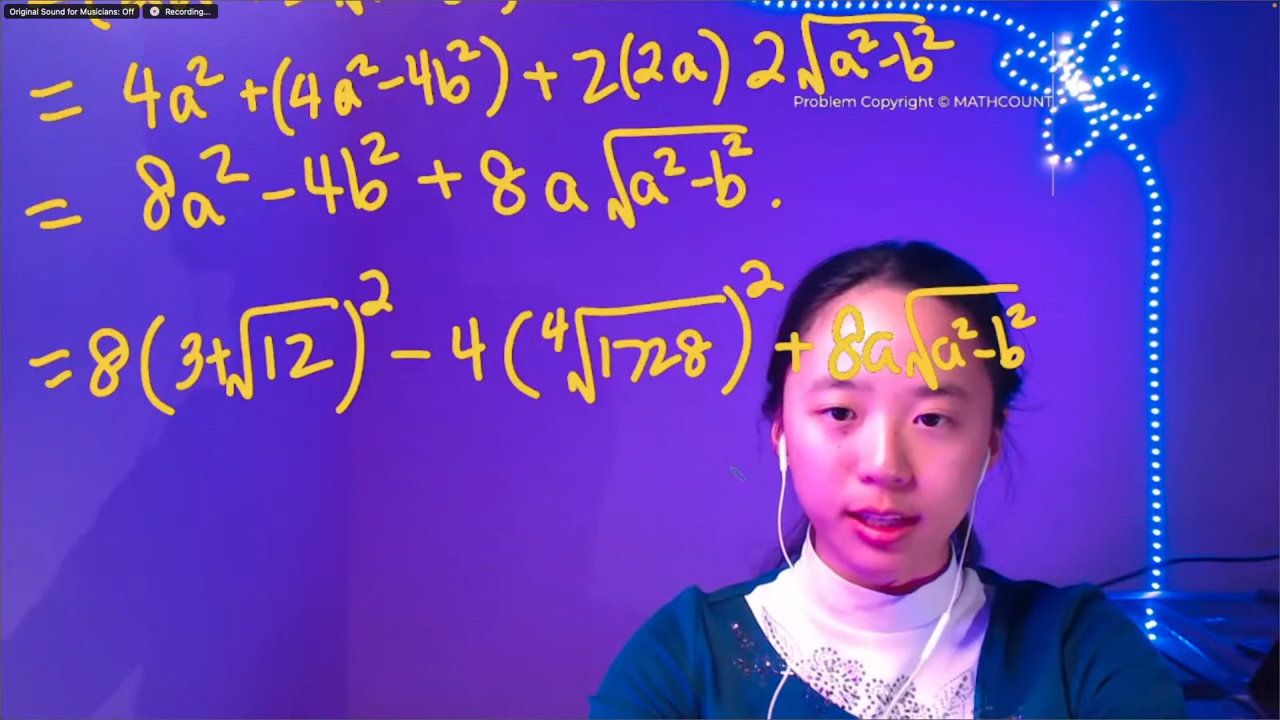 Original Sound for Musicians: Off Recording...
= 4a² + (4a² - 4b²) + 2(2a) 2√a²-b²
Problem Copyright © MATHCOUNT
= 8a² - 4b² + 8a√a²-b² .
= 8(3+√12)² - 4(⁴√1728)² + 8a√a²-b²